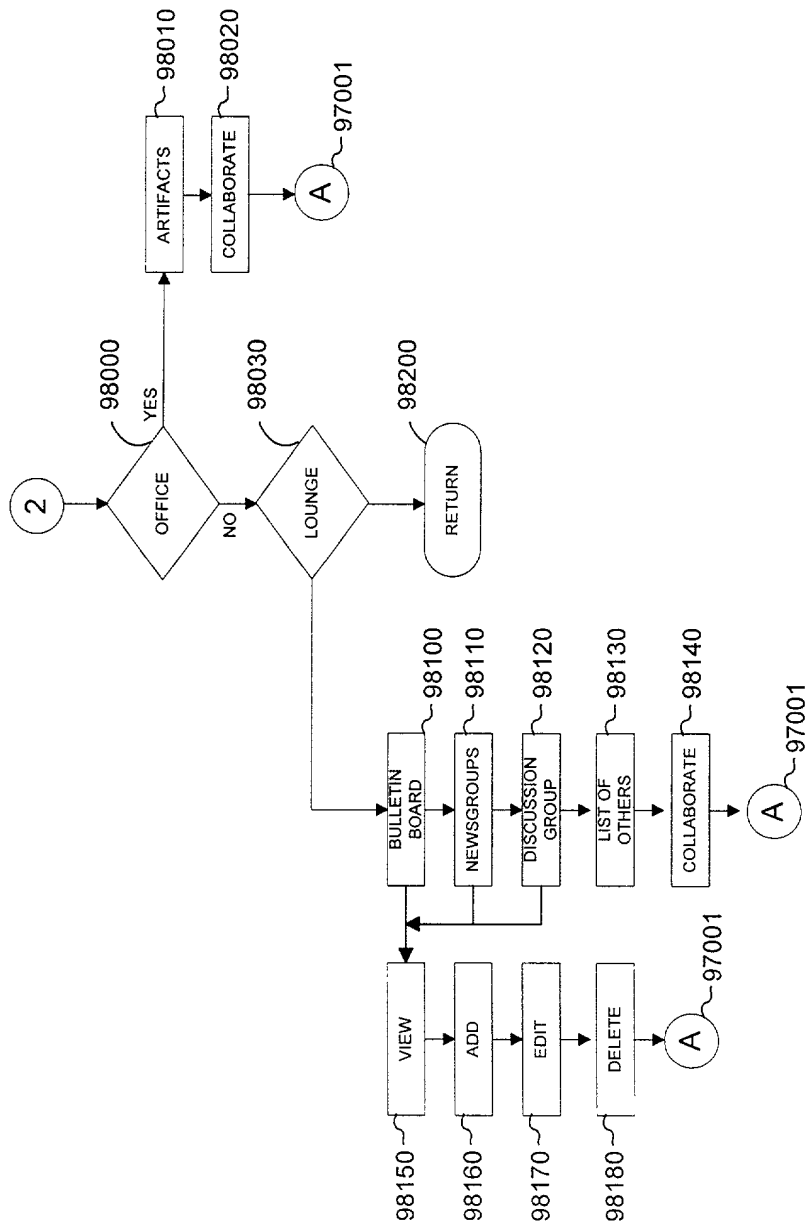 2
98000
OFFICE
YES
NO
98010
ARTIFACTS
98020
COLLABORATE
A
97001
98030
LOUNGE
98200
RETURN
98100
BULLETIN
BOARD
98110
NEWSGROUPS
98120
DISCUSSION
GROUP
98130
LIST OF
OTHERS
98140
COLLABORATE
A
97001
98150
VIEW
98160
ADD
98170
EDIT
98180
DELETE
A
97001